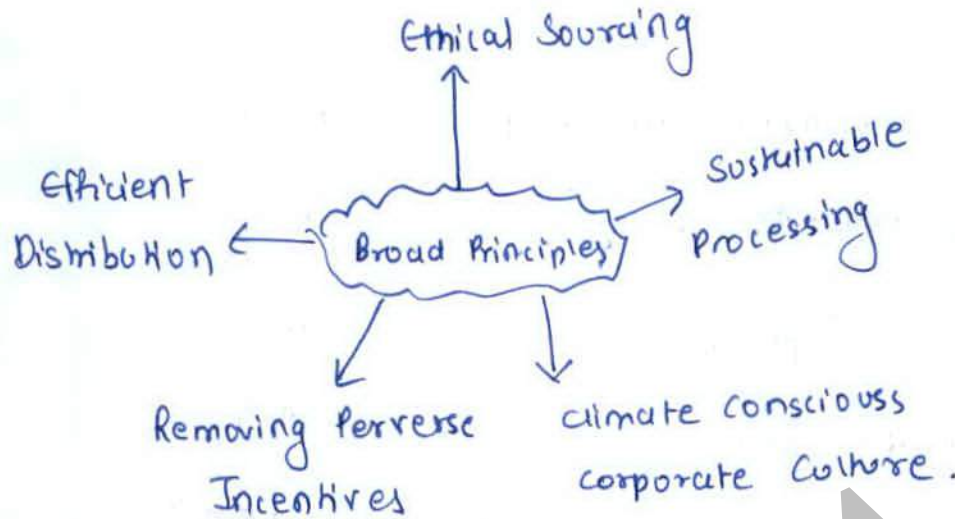 Ethical Sourcing
Sustainable
Processing
Efficient
Distribution
Broad Principles
Removing Perverse
Incentives
climate consciouss
corporate Culture.